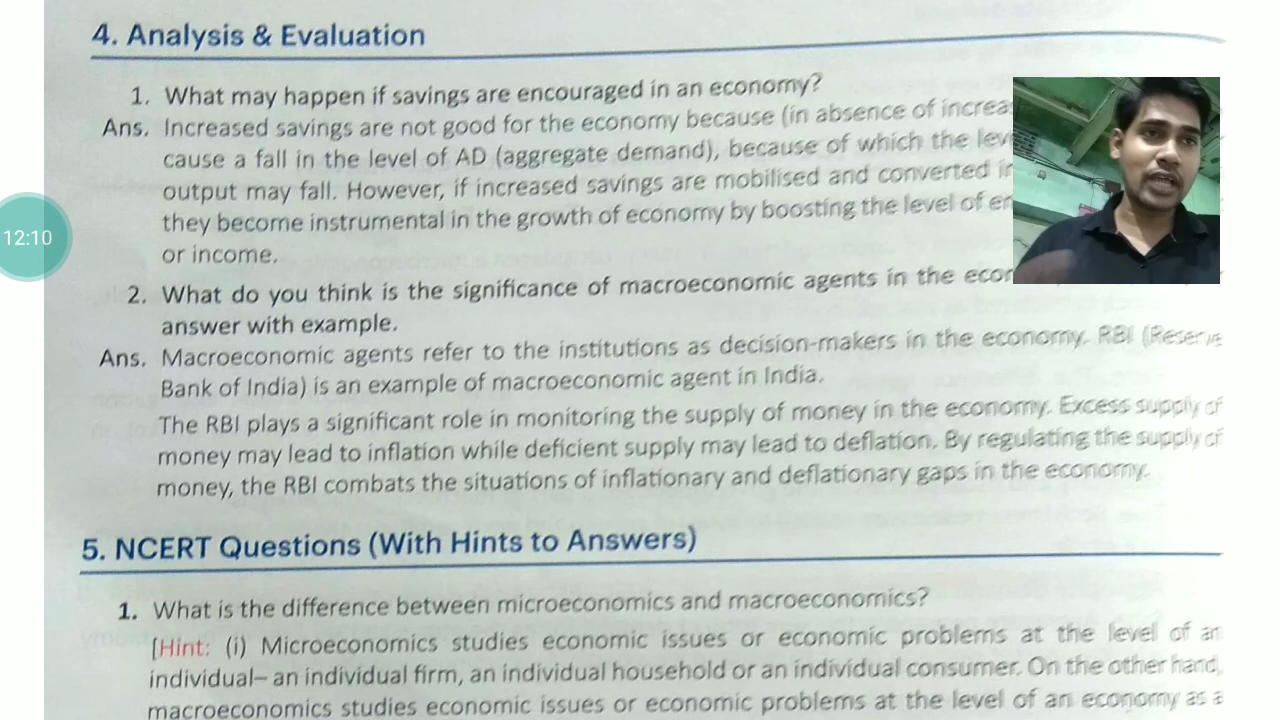 4. Analysis & Evaluation
1. What may happen if savings are encouraged in an economy?
Ans. Increased savings are not good for the economy because (in absence of increa
cause a fall in the level of AD (aggregate demand), because of which the leve
output may fall. However, if increased savings are mobilised and converted i
they become instrumental in the growth of economy by boosting the level of e
or income.
12:10
2. What do you think is the significance of macroeconomic agents in the econ
answer with example.
Ans. Macroeconomic agents refer to the institutions as decision-makers in the economy. RBI (Reserve
Bank of India) is an example of macroeconomic agent in India.
The RBI plays a significant role in monitoring the supply of money in the economy. Excess supply of
money may lead to inflation while deficient supply may lead to deflation. By regulating the supply of
money, the RBI combats the situations of inflationary and deflationary gaps in the economy.
5. NCERT Questions (With Hints to Answers)
1. What is the difference between microeconomics and macroeconomics?
[Hint: (i) Microeconomics studies economic issues or economic problems at the level of an
individual– an individual firm, an individual household or an individual consumer. On the other hand,
macroeconomics studies economic issues or economic problems at the level of an economy as a